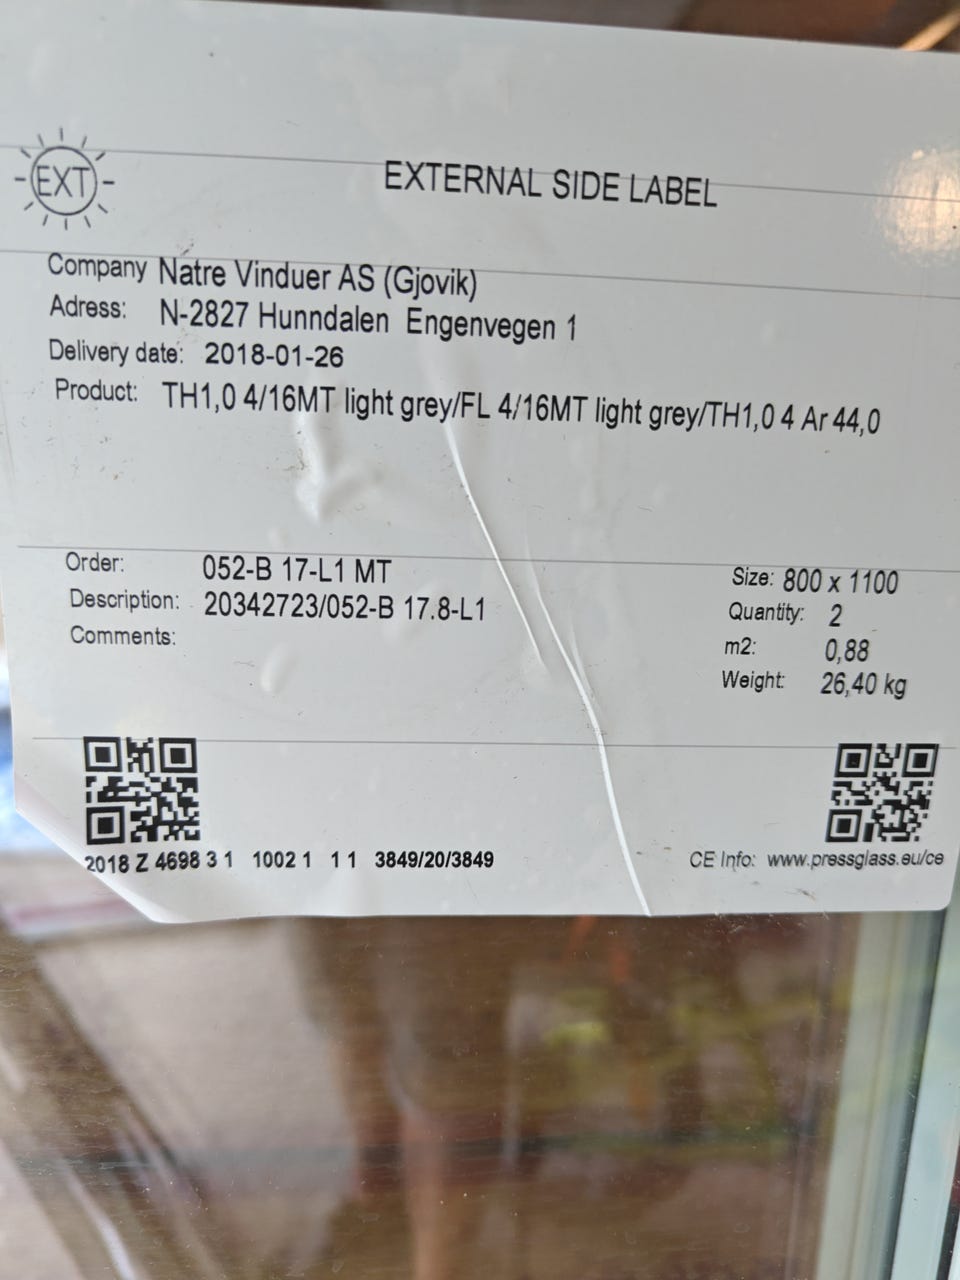 EXT
EXTERNAL SIDE LABEL
Company Natre Vinduer AS (Gjovik)
Adress: N-2827 Hunndalen Engenvegen 1
Delivery date: 2018-01-26
Product: TH1,0 4/16MT light grey/FL 4/16MT light grey/TH1,0 4 Ar 44,0
Order: 052-B 17-L1 MT
Description: 20342723/052-B 17.8-L1
Comments:
Size: 800 x 1100
Quantity: 2
m2: 0,88
Weight: 26,40 kg
2018 Z 4698 3 1 1002 1 1 1 3849/20/3849
CE Info: www.pressglass.eu/ce